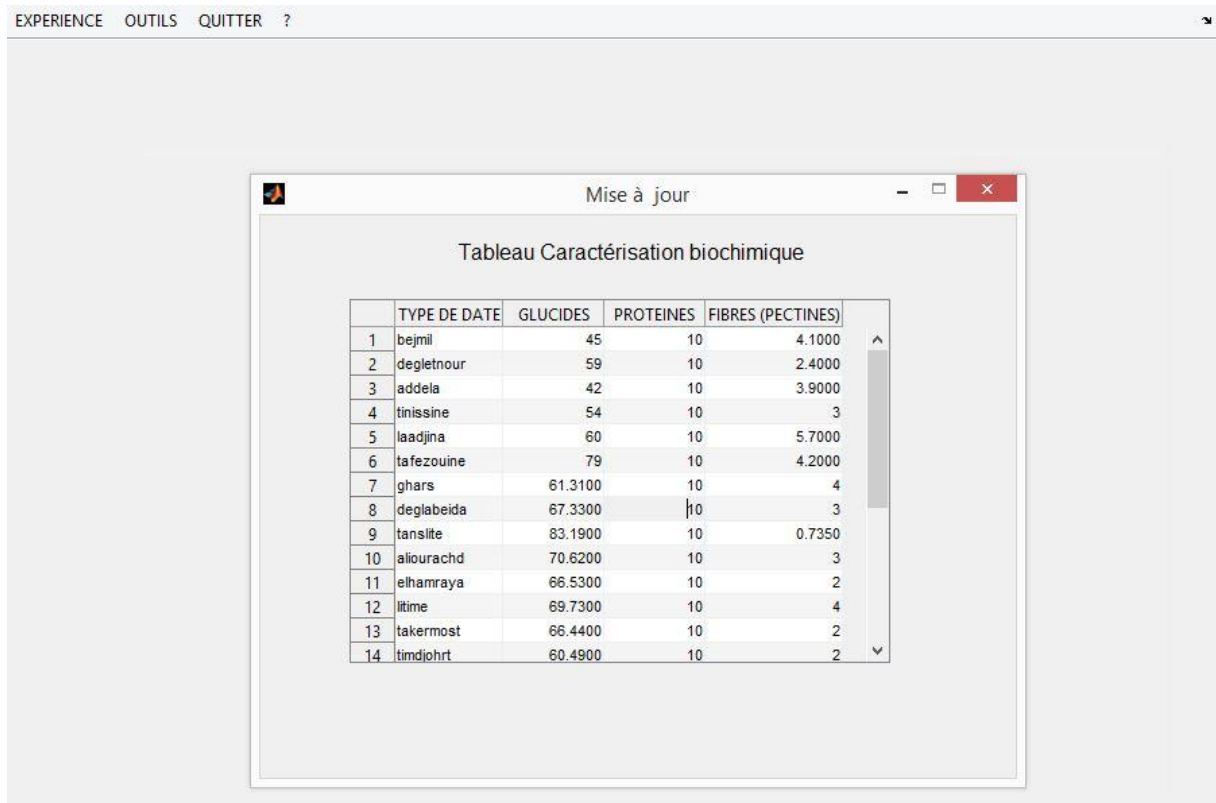 EXPERIENCE OUTILS QUITTER ?
Mise à jour
Tableau Caractérisation biochimique
TYPE DE DATE GLUCIDES PROTEINES FIBRES (PECTINES)
1 bejmil 45 10 4.1000
2 degletnour 59 10 2.4000
3 addela 42 10 3.9000
4 tinissine 54 10 3
5 laadjina 60 10 5.7000
6 tafezouine 79 10 4.2000
7 ghars 61.3100 10 4
8 deglabeida 67.3300 10 3
9 tanslite 83.1900 10 0.7350
10 aliourachd 70.6200 10 3
11 elhamraya 66.5300 10 2
12 litime 69.7300 10 4
13 takermost 66.4400 10 2
14 timdjohrt 60.4900 10 2